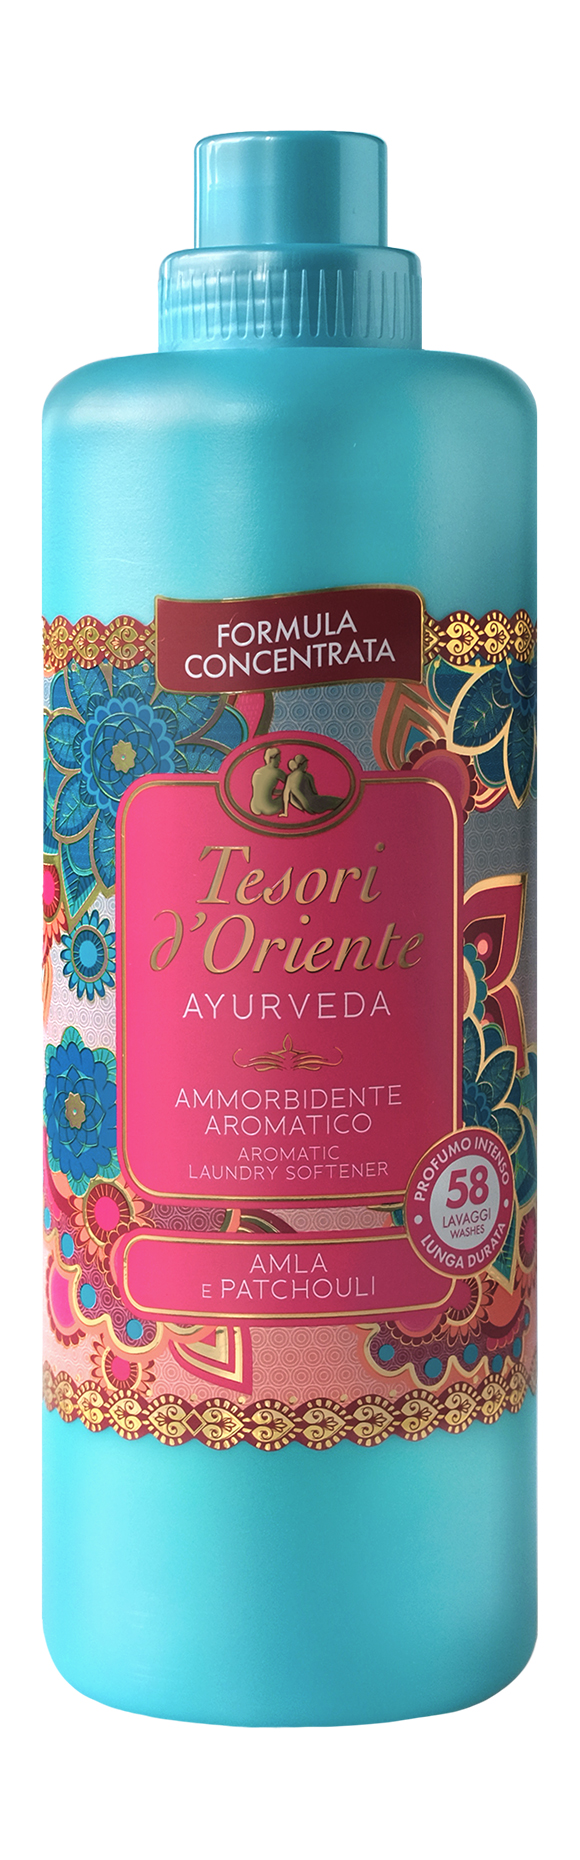 FORMULA
CONCENTRATA
Tesori
d'Oriente
AYURVEDA
AMMORBIDENTE
AROMATICO
AROMATIC
LAUNDRY SOFTENER
PROFUMO INTENSO
58
LAVAGGI
WASHES
LUNGA DURATA
AMLA
E PATCHOULI